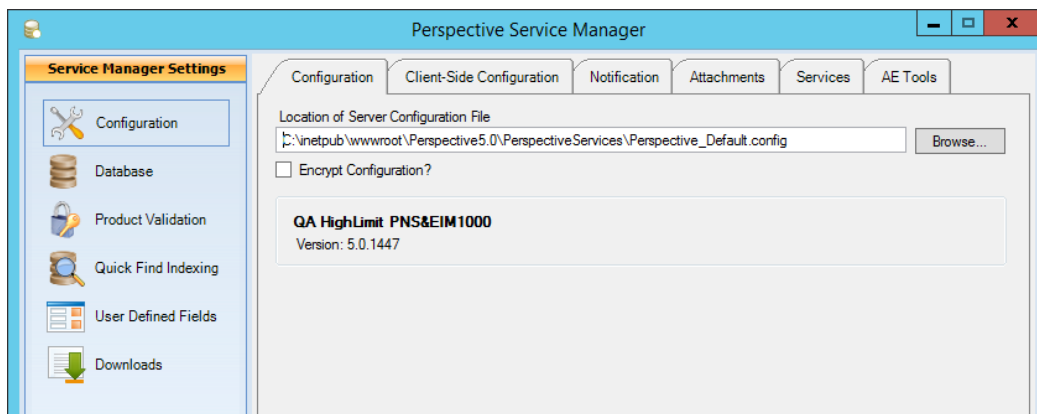 Perspective Service Manager
Service Manager Settings
Configuration
Database
Product Validation
Quick Find Indexing
User Defined Fields
Downloads
Configuration Client-Side Configuration Notification Attachments Services AE Tools
Location of Server Configuration File
C:\inetpub\wwwroot\Perspective5.0\PerspectiveServices\Perspective_Default.config Browse...
Encrypt Configuration?
QA HighLimit PNS&EIM1000
Version: 5.0.1447